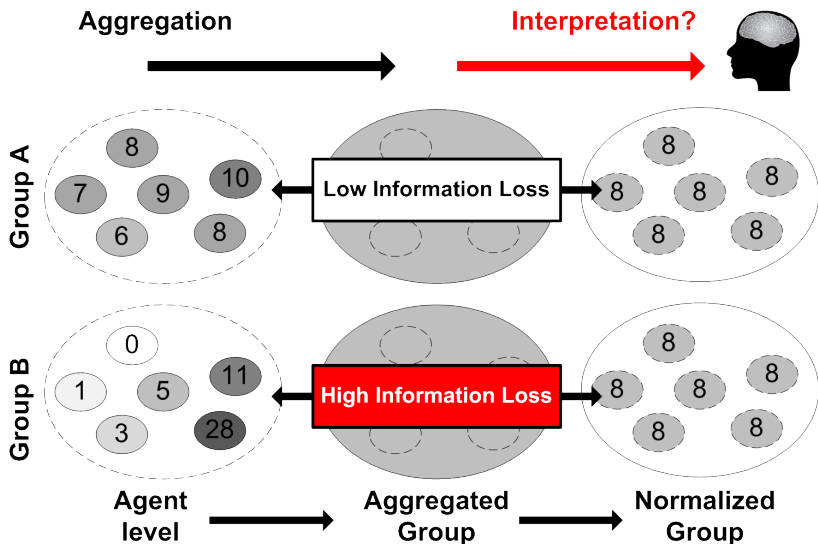 Aggregation
Interpretation?
Group A
8
7
9
10
6
8
Low Information Loss
8
8
8
8
8
8
Group B
0
1
5
11
3
28
High Information Loss
8
8
8
8
8
8
Agent
level
Aggregated
Group
Normalized
Group